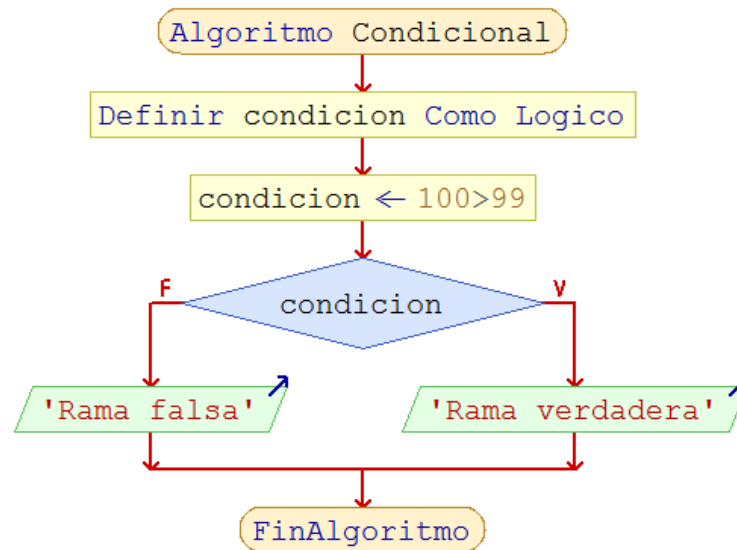 Algoritmo Condicional
Definir condicion Como Logico
condicion ← 100>99
F
V
condicion
'Rama falsa'
'Rama verdadera'
FinAlgoritmo